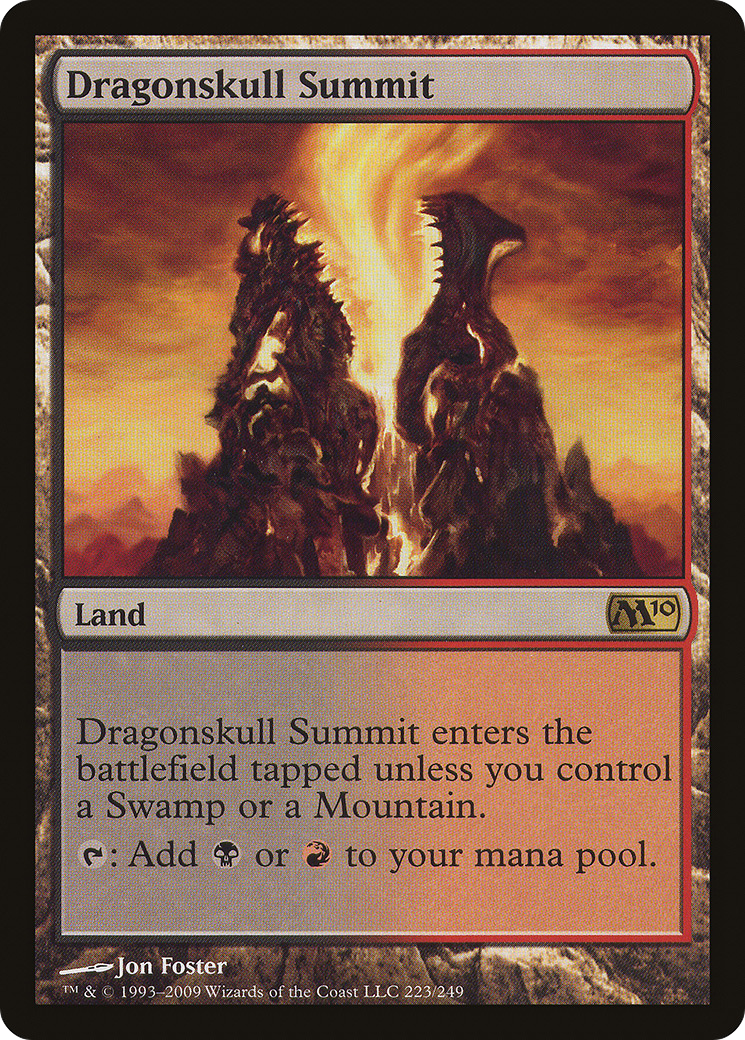 Dragonskull Summit
Land
M10
Dragonskull Summit enters the
battlefield tapped unless you control
a Swamp or a Mountain.
: Add or to your mana pool.
Jon Foster
™ & © 1993–2009 Wizards of the Coast LLC 223/249